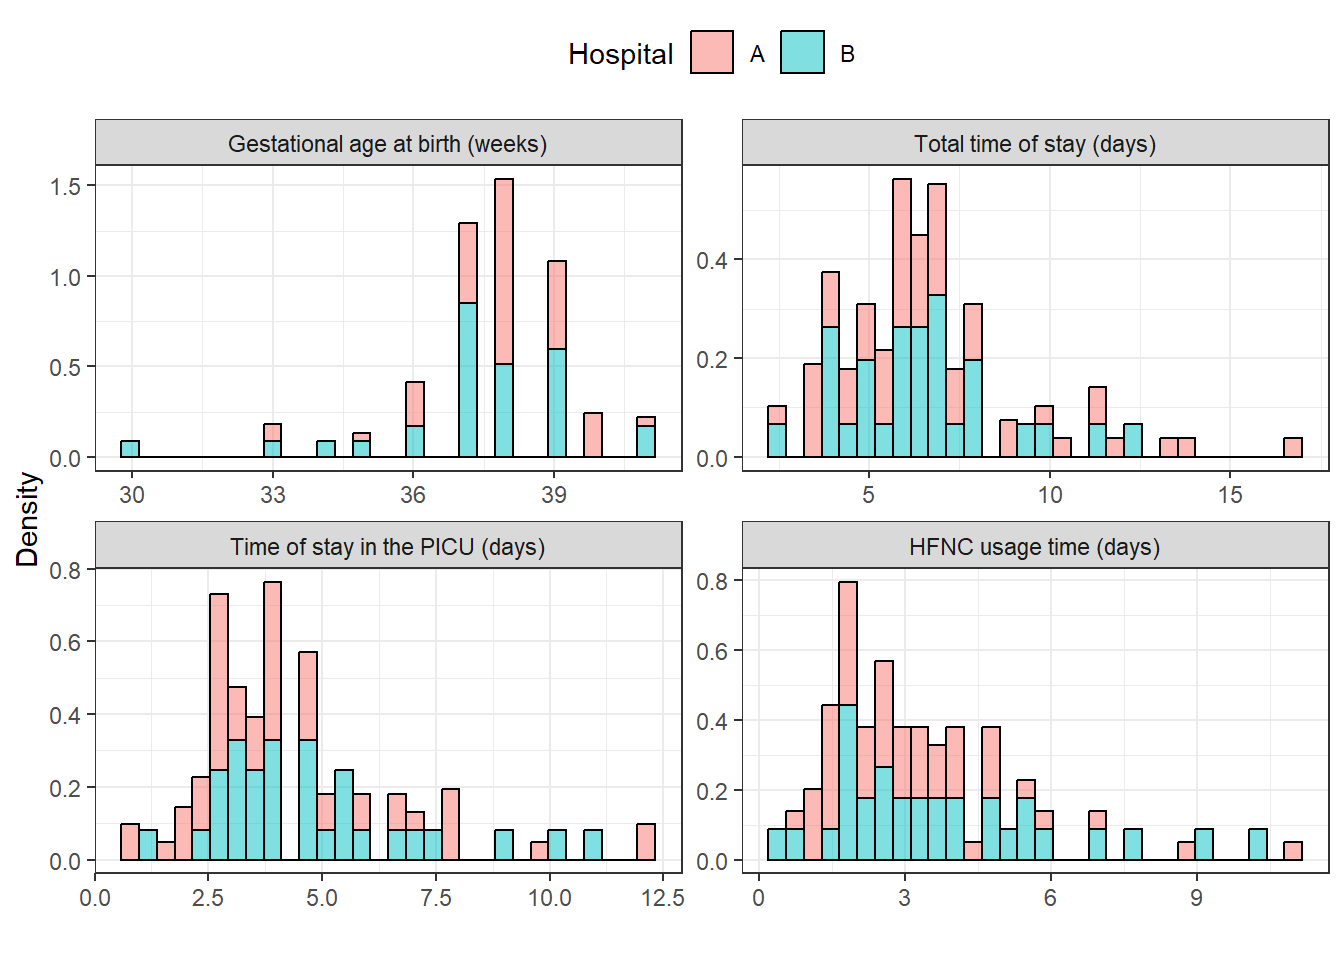 Hospital A B
Gestational age at birth (weeks)
1.5
1.0
0.5
0.0
30 33 36 39
Total time of stay (days)
0.4
0.2
0.0
5 10 15
Density
Time of stay in the PICU (days)
0.8
0.6
0.4
0.2
0.0
0.0 2.5 5.0 7.5 10.0 12.5
HFNC usage time (days)
0.8
0.6
0.4
0.2
0.0
0 3 6 9